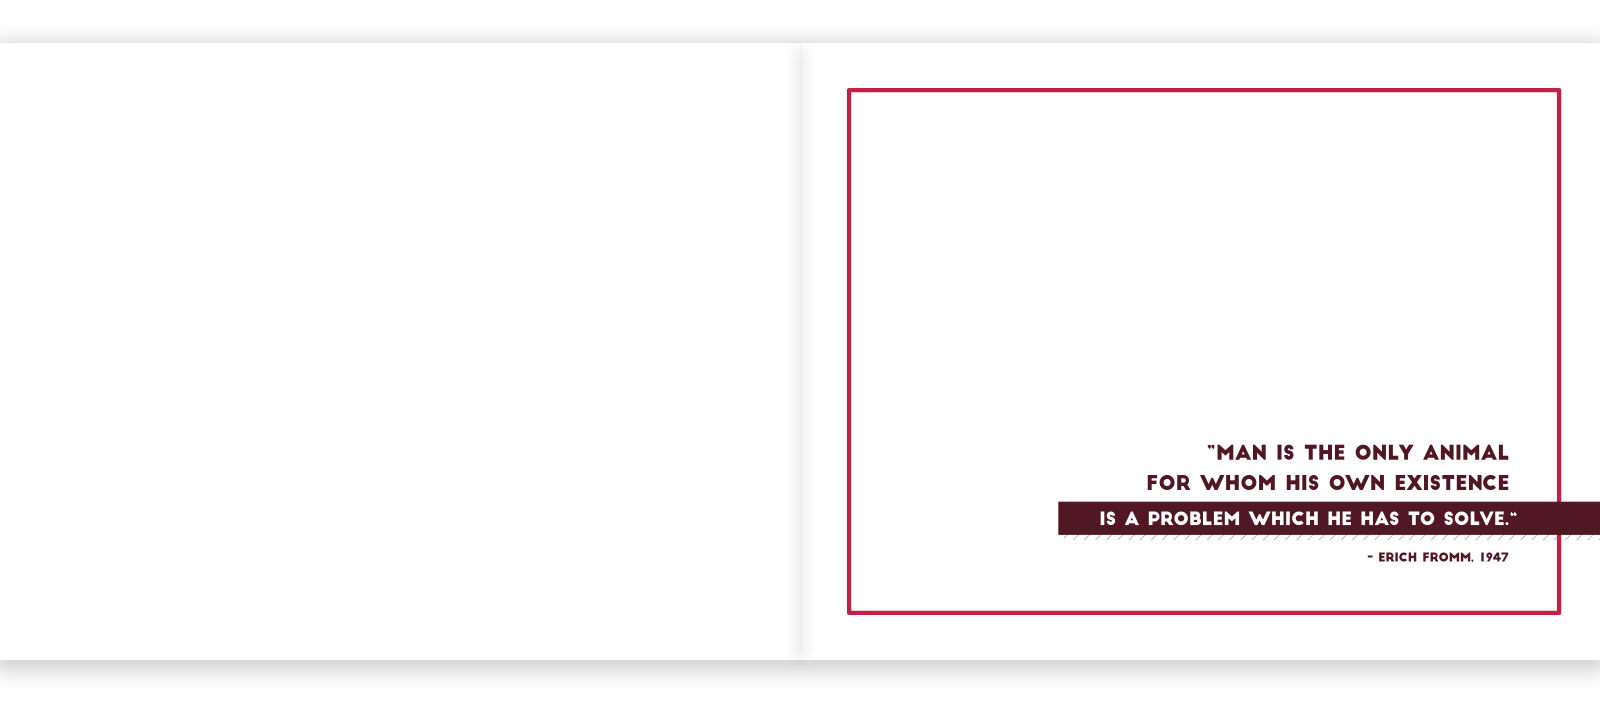 ”MAN IS THE ONLY ANIMAL
FOR WHOM HIS OWN EXISTENCE
IS A PROBLEM WHICH HE HAS TO SOLVE.“
- ERICH FROMM, 1947